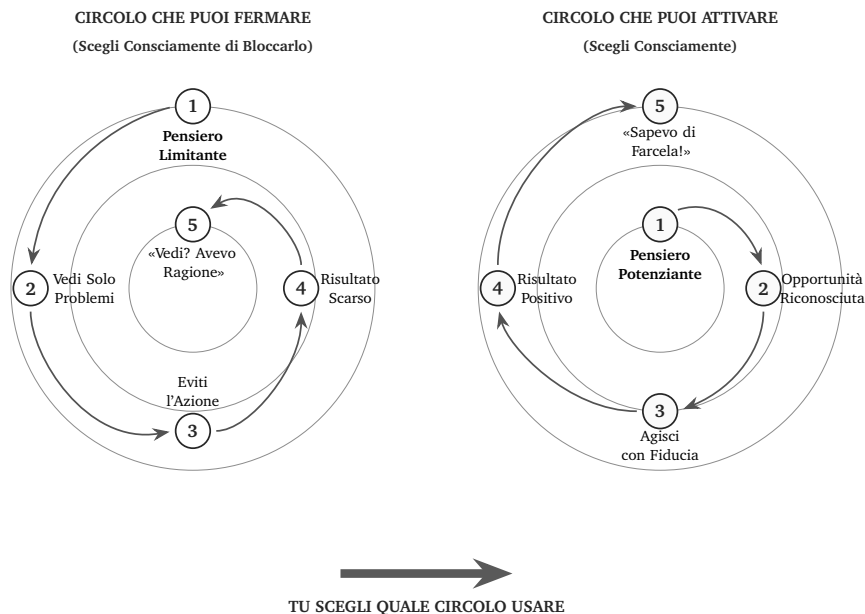 CIRCOLO CHE PUOI FERMARE
(Scegli Consciamente di Bloccarlo)
1
Pensiero
Limitante
5
«Vedi? Avevo
Ragione»
2
Vedi Solo
Problemi
4
Risultato
Scarso
Eviti
l'Azione
3
CIRCOLO CHE PUOI ATTIVARE
(Scegli Consciamente)
5
«Sapevo di
Farcela!»
1
Pensiero
Potenziante
4
Risultato
Positivo
2
Opportunità
Riconosciuta
3
Agisci
con Fiducia
TU SCEGLI QUALE CIRCOLO USARE